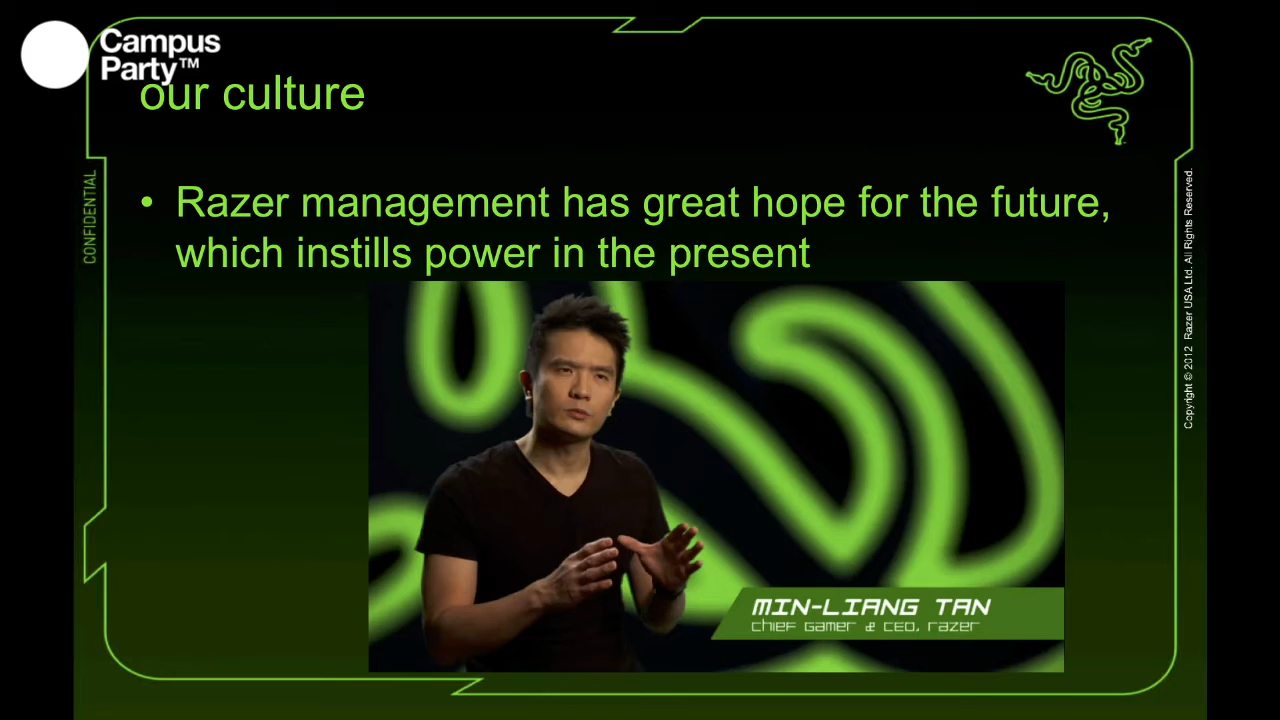 Campus
Party™
our culture
CONFIDENTIAL
• Razer management has great hope for the future,
which instills power in the present
Copyright © 2012 Razer USA Ltd. All Rights Reserved.
MIN-LIANG TAN
CHIEF GAMER & CEO, RAZER